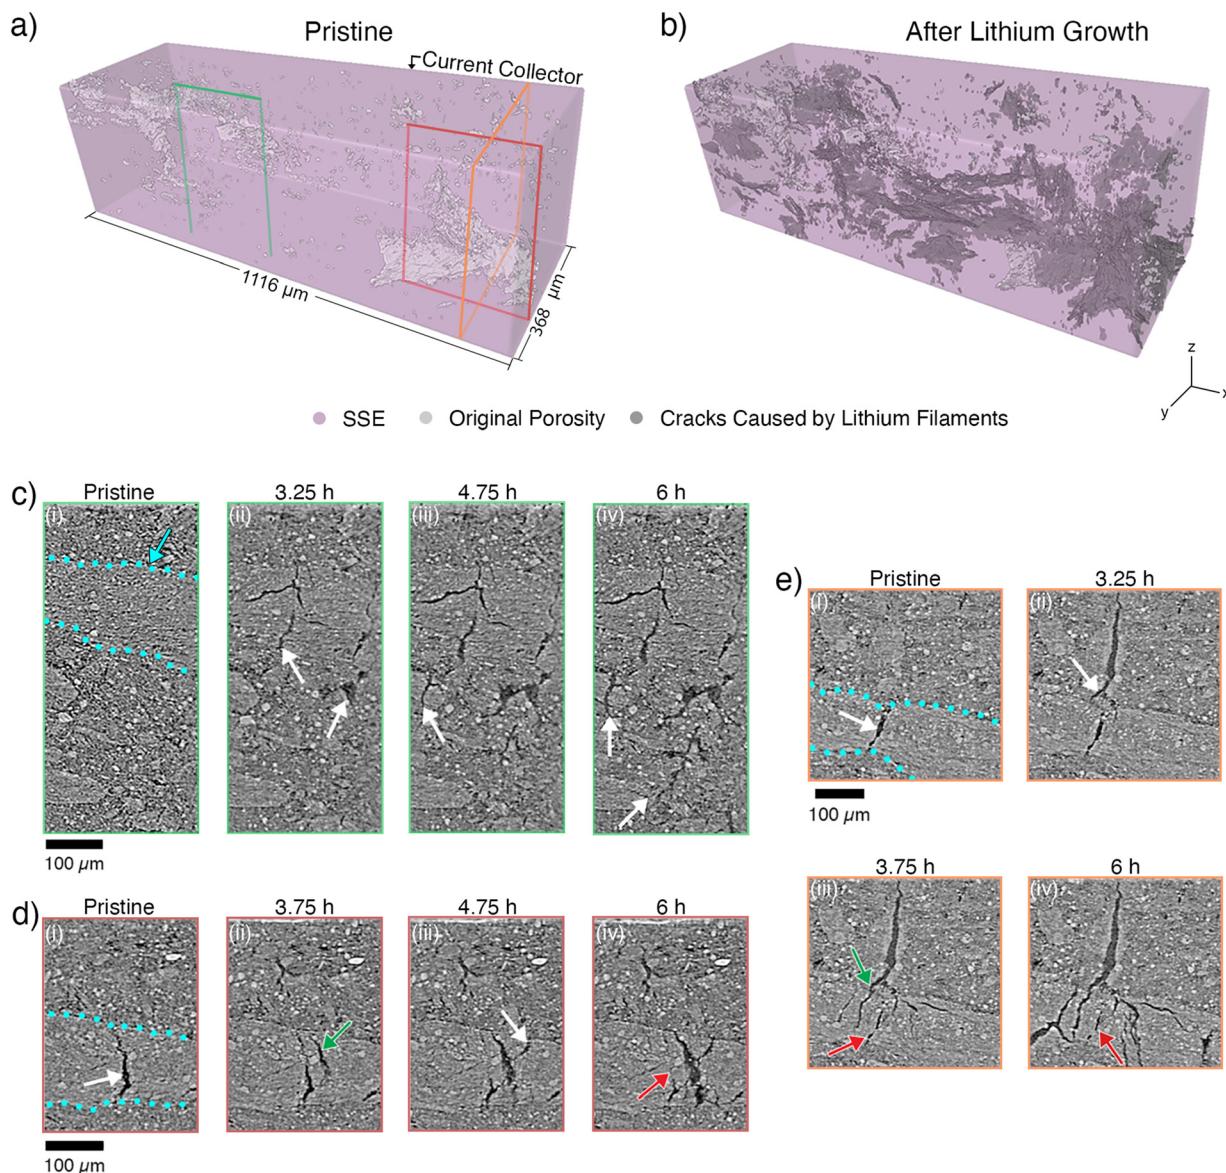 a)
Pristine
Current Collector
1116 µm
368 µm
b)
After Lithium Growth
z
x
y
SSE
Original Porosity
Cracks Caused by Lithium Filaments
c)
Pristine
3.25 h
4.75 h
6 h
(i)
(ii)
(iii)
(iv)
100 µm
d)
Pristine
3.75 h
4.75 h
6 h
(i)
(ii)
(iii)
(iv)
100 µm
e)
Pristine
3.25 h
(i)
(ii)
100 µm
3.75 h
6 h
(iii)
(iv)